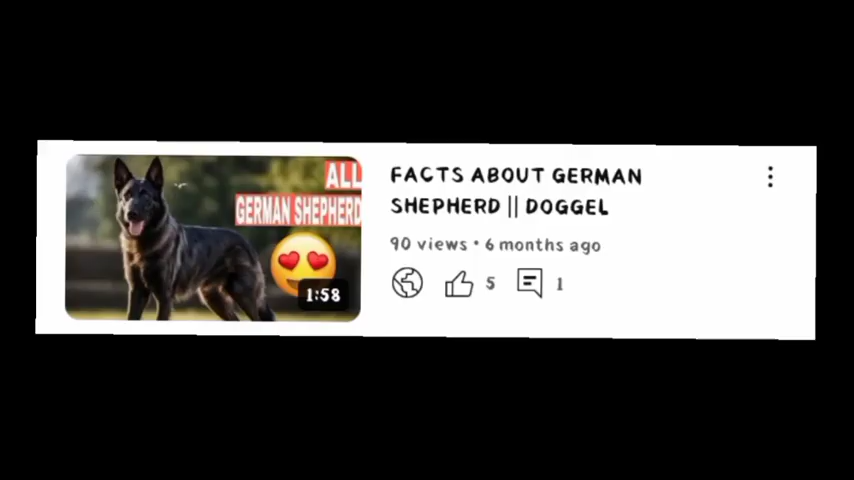 ALL
GERMAN SHEPHERD
1:58
FACTS ABOUT GERMAN
SHEPHERD || DOGGEL
90 views • 6 months ago
5
1